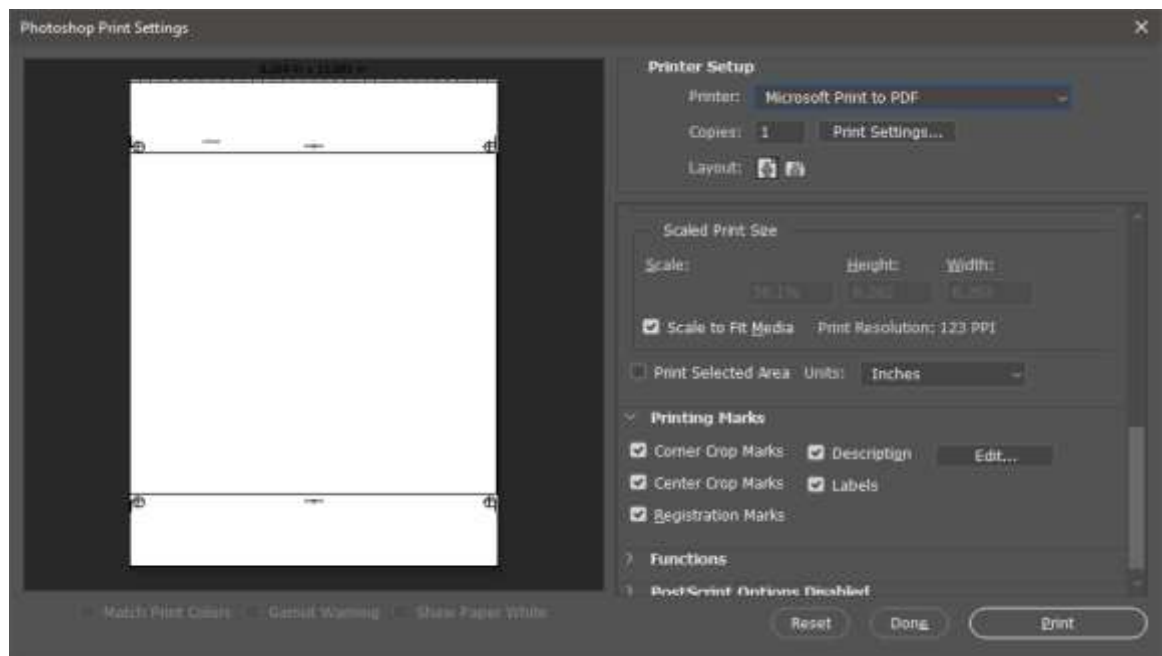 Photoshop Print Settings
Printer Setup
Printer: Microsoft Print to PDF
Copies: 1 Print Settings...
Layout:
Scaled Print Size
Scale: Height: Width:
Scale to Fit Media Print Resolution: 123 PPI
Print Selected Area Units: Inches
Printing Marks
Corner Crop Marks Description Edit...
Center Crop Marks Labels
Registration Marks
Functions
PostScript Options Disabled
Match Print Colors Gamut Warning Show Paper White
Reset Done Print